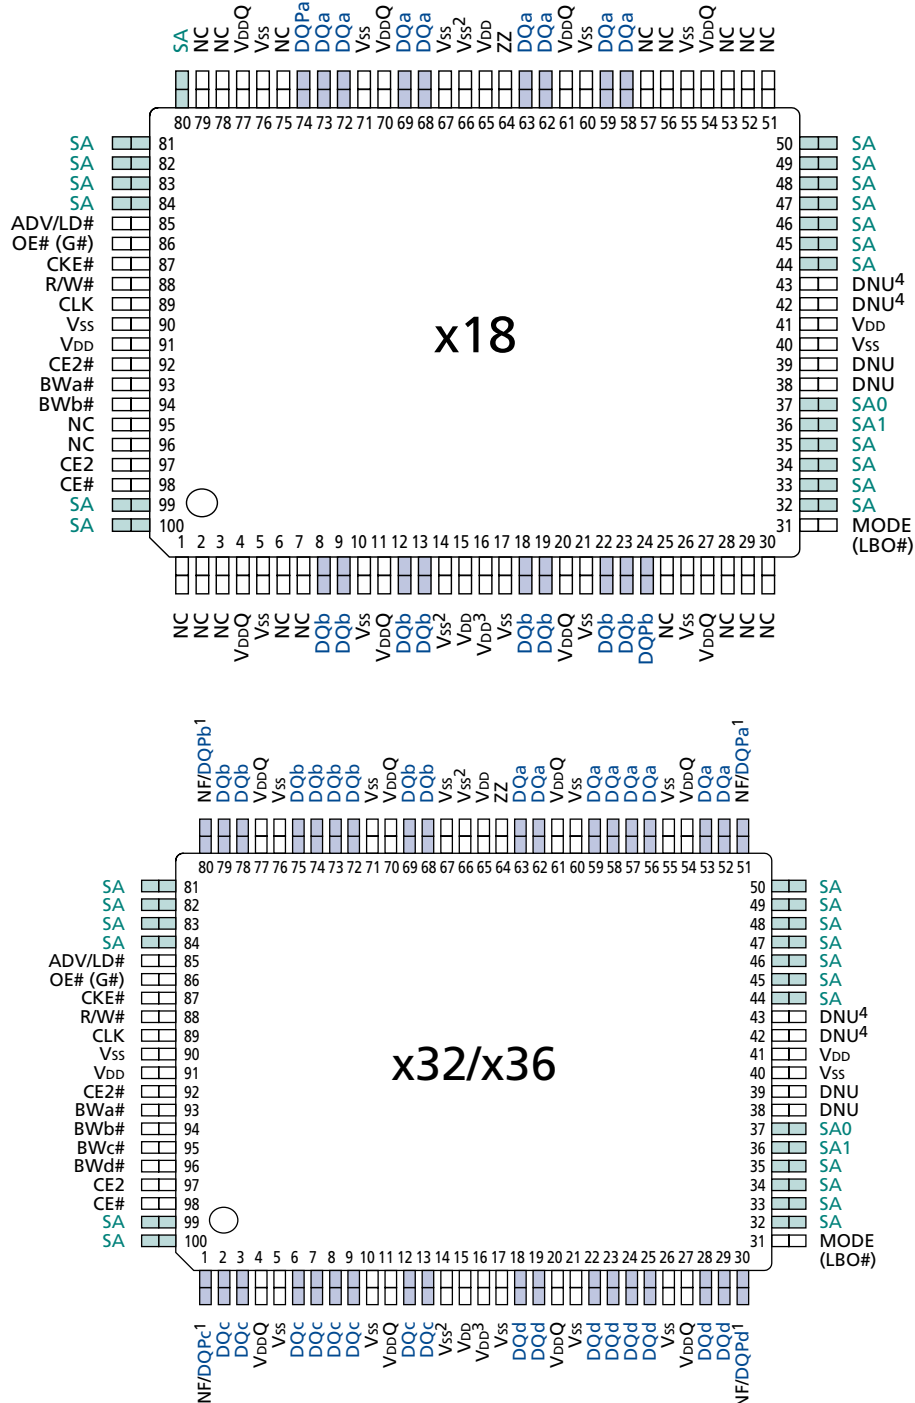 SA NC NC VDDQ Vss NC DQPa DQa DQa Vss VDDQ DQa DQa Vss2 Vss2 VDD ZZ DQa DQa VDDQ Vss DQa DQa NC NC Vss VDDQ NC NC NC
80 79 78 77 76 75 74 73 72 71 70 69 68 67 66 65 64 63 62 61 60 59 58 57 56 55 54 53 52 51
SA 81 50 SA
SA 82 49 SA
SA 83 48 SA
SA 84 47 SA
ADV/LD# 85 46 SA
OE# (G#) 86 45 SA
CKE# 87 44 SA
R/W# 88 43 DNU4
CLK 89 42 DNU4
Vss 90 41 VDD
x18
VDD 91 40 Vss
CE2# 92 39 DNU
BWa# 93 38 DNU
BWb# 94 37 SA0
NC 95 36 SA1
NC 96 35 SA
CE2 97 34 SA
CE# 98 33 SA
SA 99 32 SA
SA 100 31 MODE
(LBO#)
1 2 3 4 5 6 7 8 9 10 11 12 13 14 15 16 17 18 19 20 21 22 23 24 25 26 27 28 29 30
NC NC NC VDDQ Vss NC NC DQb DQb Vss VDDQ DQb DQb Vss2 VDD VDD3 Vss DQb DQb VDDQ Vss DQb DQb DQPb NC Vss VDDQ NC NC NC
NF/DQPb1 DQb DQb VDDQ Vss DQb DQb DQb DQb Vss VDDQ DQb DQb Vss2 Vss2 VDD ZZ DQa DQa VDDQ Vss DQa DQa DQa DQa Vss VDDQ DQa DQa NF/DQPa1
80 79 78 77 76 75 74 73 72 71 70 69 68 67 66 65 64 63 62 61 60 59 58 57 56 55 54 53 52 51
SA 81 50 SA
SA 82 49 SA
SA 83 48 SA
SA 84 47 SA
ADV/LD# 85 46 SA
OE# (G#) 86 45 SA
CKE# 87 44 SA
R/W# 88 43 DNU4
CLK 89 42 DNU4
Vss 90 41 VDD
x32/x36
VDD 91 40 Vss
CE2# 92 39 DNU
BWa# 93 38 DNU
BWb# 94 37 SA0
BWc# 95 36 SA1
BWd# 96 35 SA
CE2 97 34 SA
CE# 98 33 SA
SA 99 32 SA
SA 100 31 MODE
(LBO#)
1 2 3 4 5 6 7 8 9 10 11 12 13 14 15 16 17 18 19 20 21 22 23 24 25 26 27 28 29 30
NF/DQPc1 DQc DQc VDDQ Vss DQc DQc DQc DQc Vss VDDQ DQc DQc Vss2 VDD VDD3 Vss DQd DQd VDDQ Vss DQd DQd DQd DQd Vss VDDQ DQd DQd NF/DQPd1